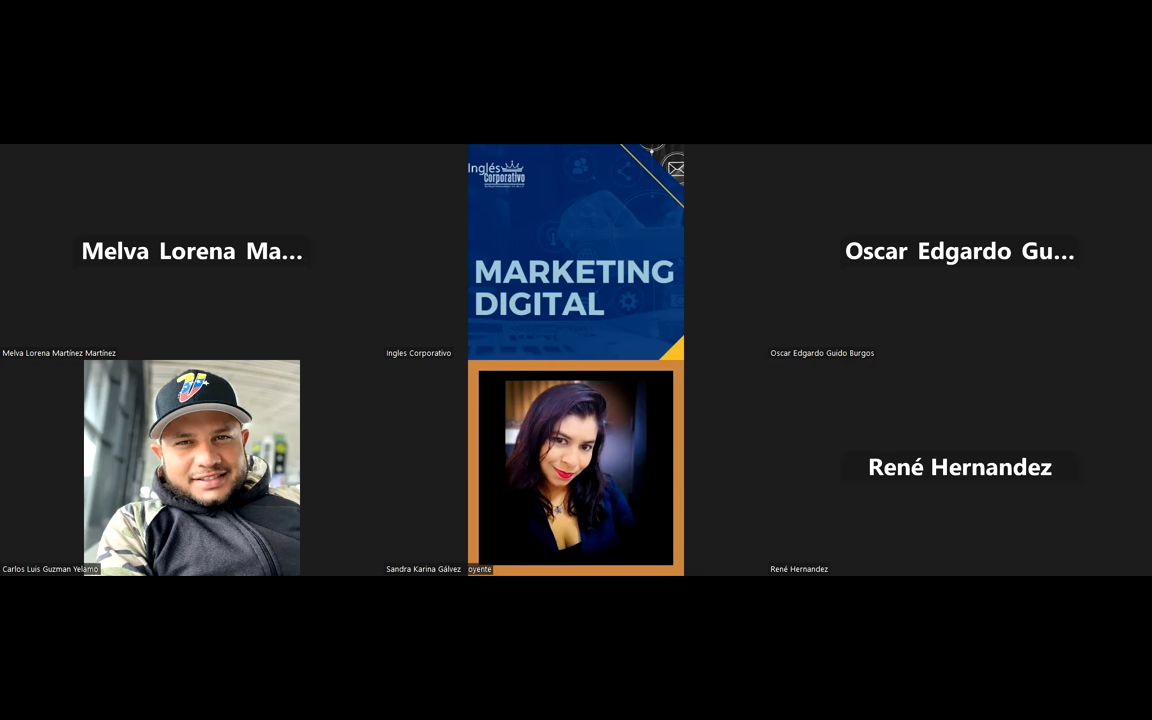 Melva Lorena Ma...
Inglés
Corporativo
MARKETING
DIGITAL
Oscar Edgardo Gu...
Melva Lorena Martínez Martínez
Ingles Corporativo
Oscar Edgardo Guido Burgos
René Hernandez
Carlos Luis Guzman Yelamo
Sandra Karina Gálvez oyente
René Hernandez